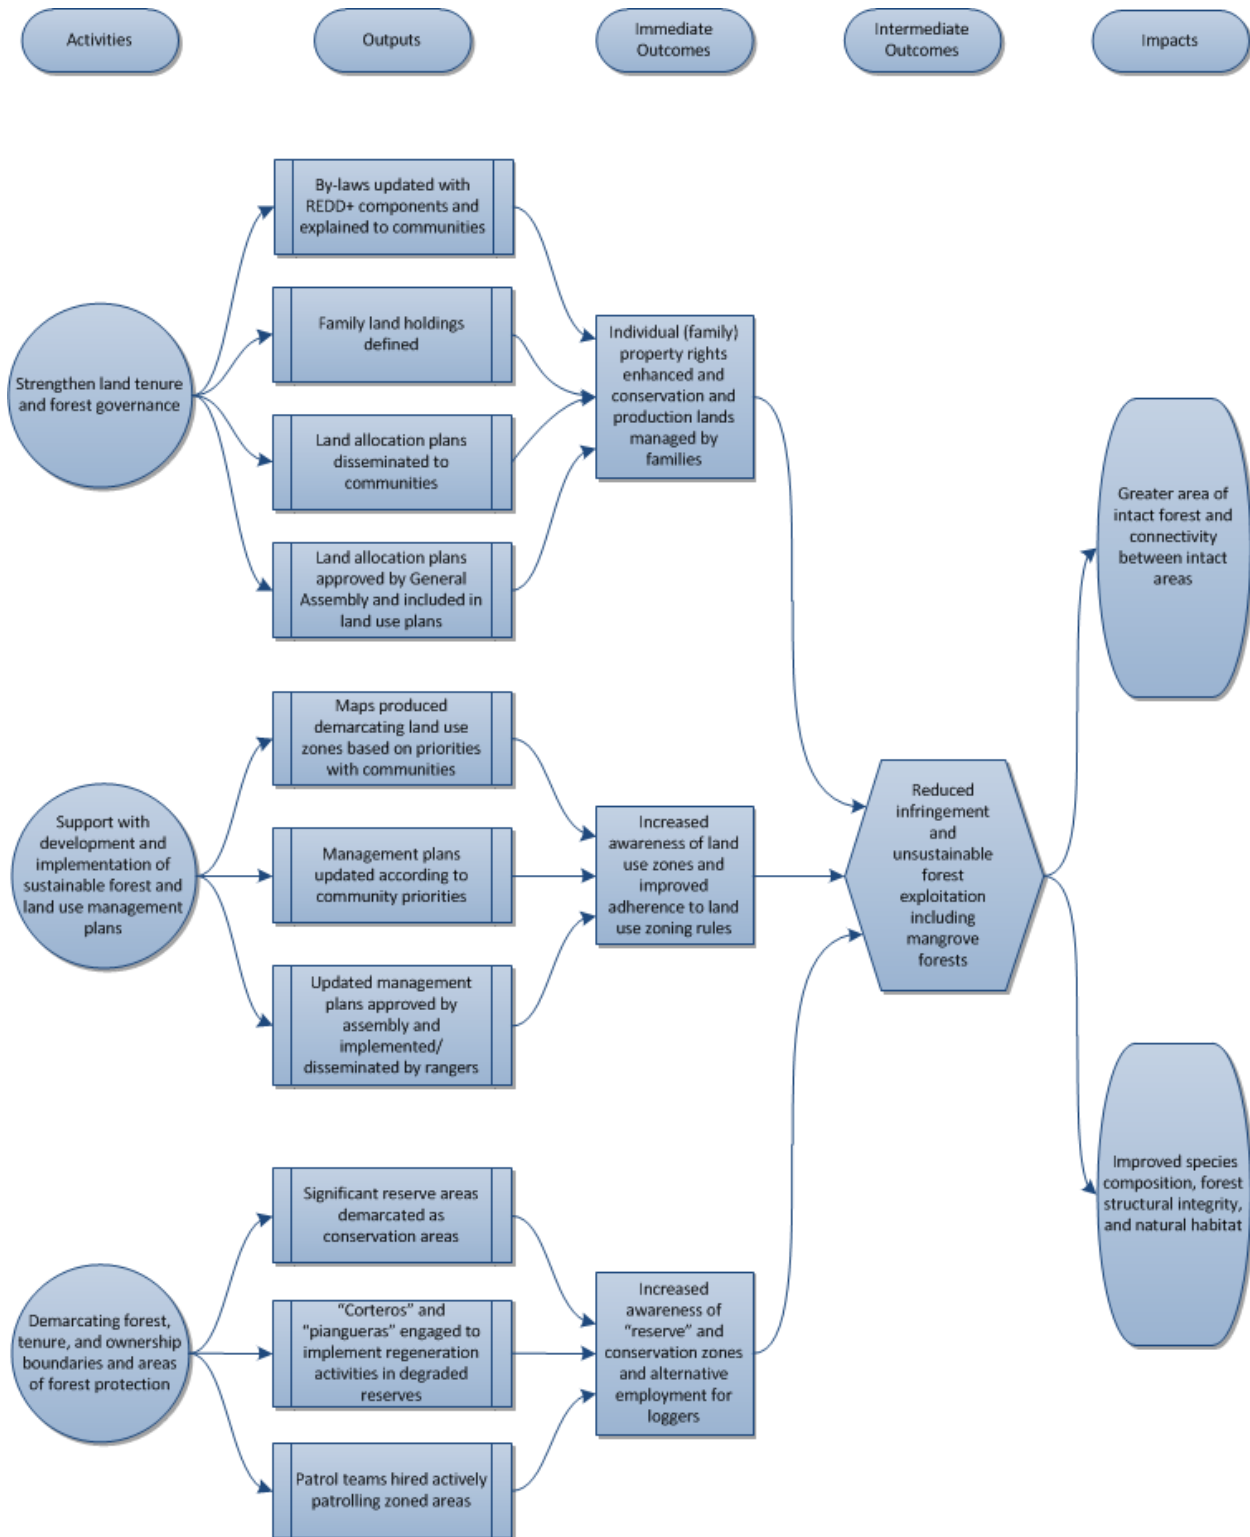 Activities
Outputs
Immediate
Outcomes
Intermediate
Outcomes
Impacts
By-laws updated with
REDD+ components and
explained to communities
Family land holdings
defined
Strengthen land tenure
and forest governance
Land allocation plans
disseminated to
communities
Land allocation plans
approved by General
Assembly and included in
land use plans
Individual (family)
property rights
enhanced and
conservation and
production lands
managed by
families
Greater area of
intact forest and
connectivity
between intact
areas
Maps produced
demarcating land use
zones based on priorities
with communities
Support with
development and
implementation of
sustainable forest and
land use management
plans
Management plans
updated according to
community priorities
Updated management
plans approved by
assembly and
implemented/
disseminated by rangers
Increased
awareness of land
use zones and
improved
adherence to land
use zoning rules
Reduced
infringement
and
unsustainable
forest
exploitation
including
mangrove
forests
Significant reserve areas
demarcated as
conservation areas
Demarcating forest,
tenure, and ownership
boundaries and areas
of forest protection
“Corteros” and
“piangueras” engaged to
implement regeneration
activities in degraded
reserves
Patrol teams hired actively
patrolling zoned areas
Increased
awareness of
“reserve” and
conservation zones
and alternative
employment for
loggers
Improved species
composition, forest
structural integrity,
and natural habitat